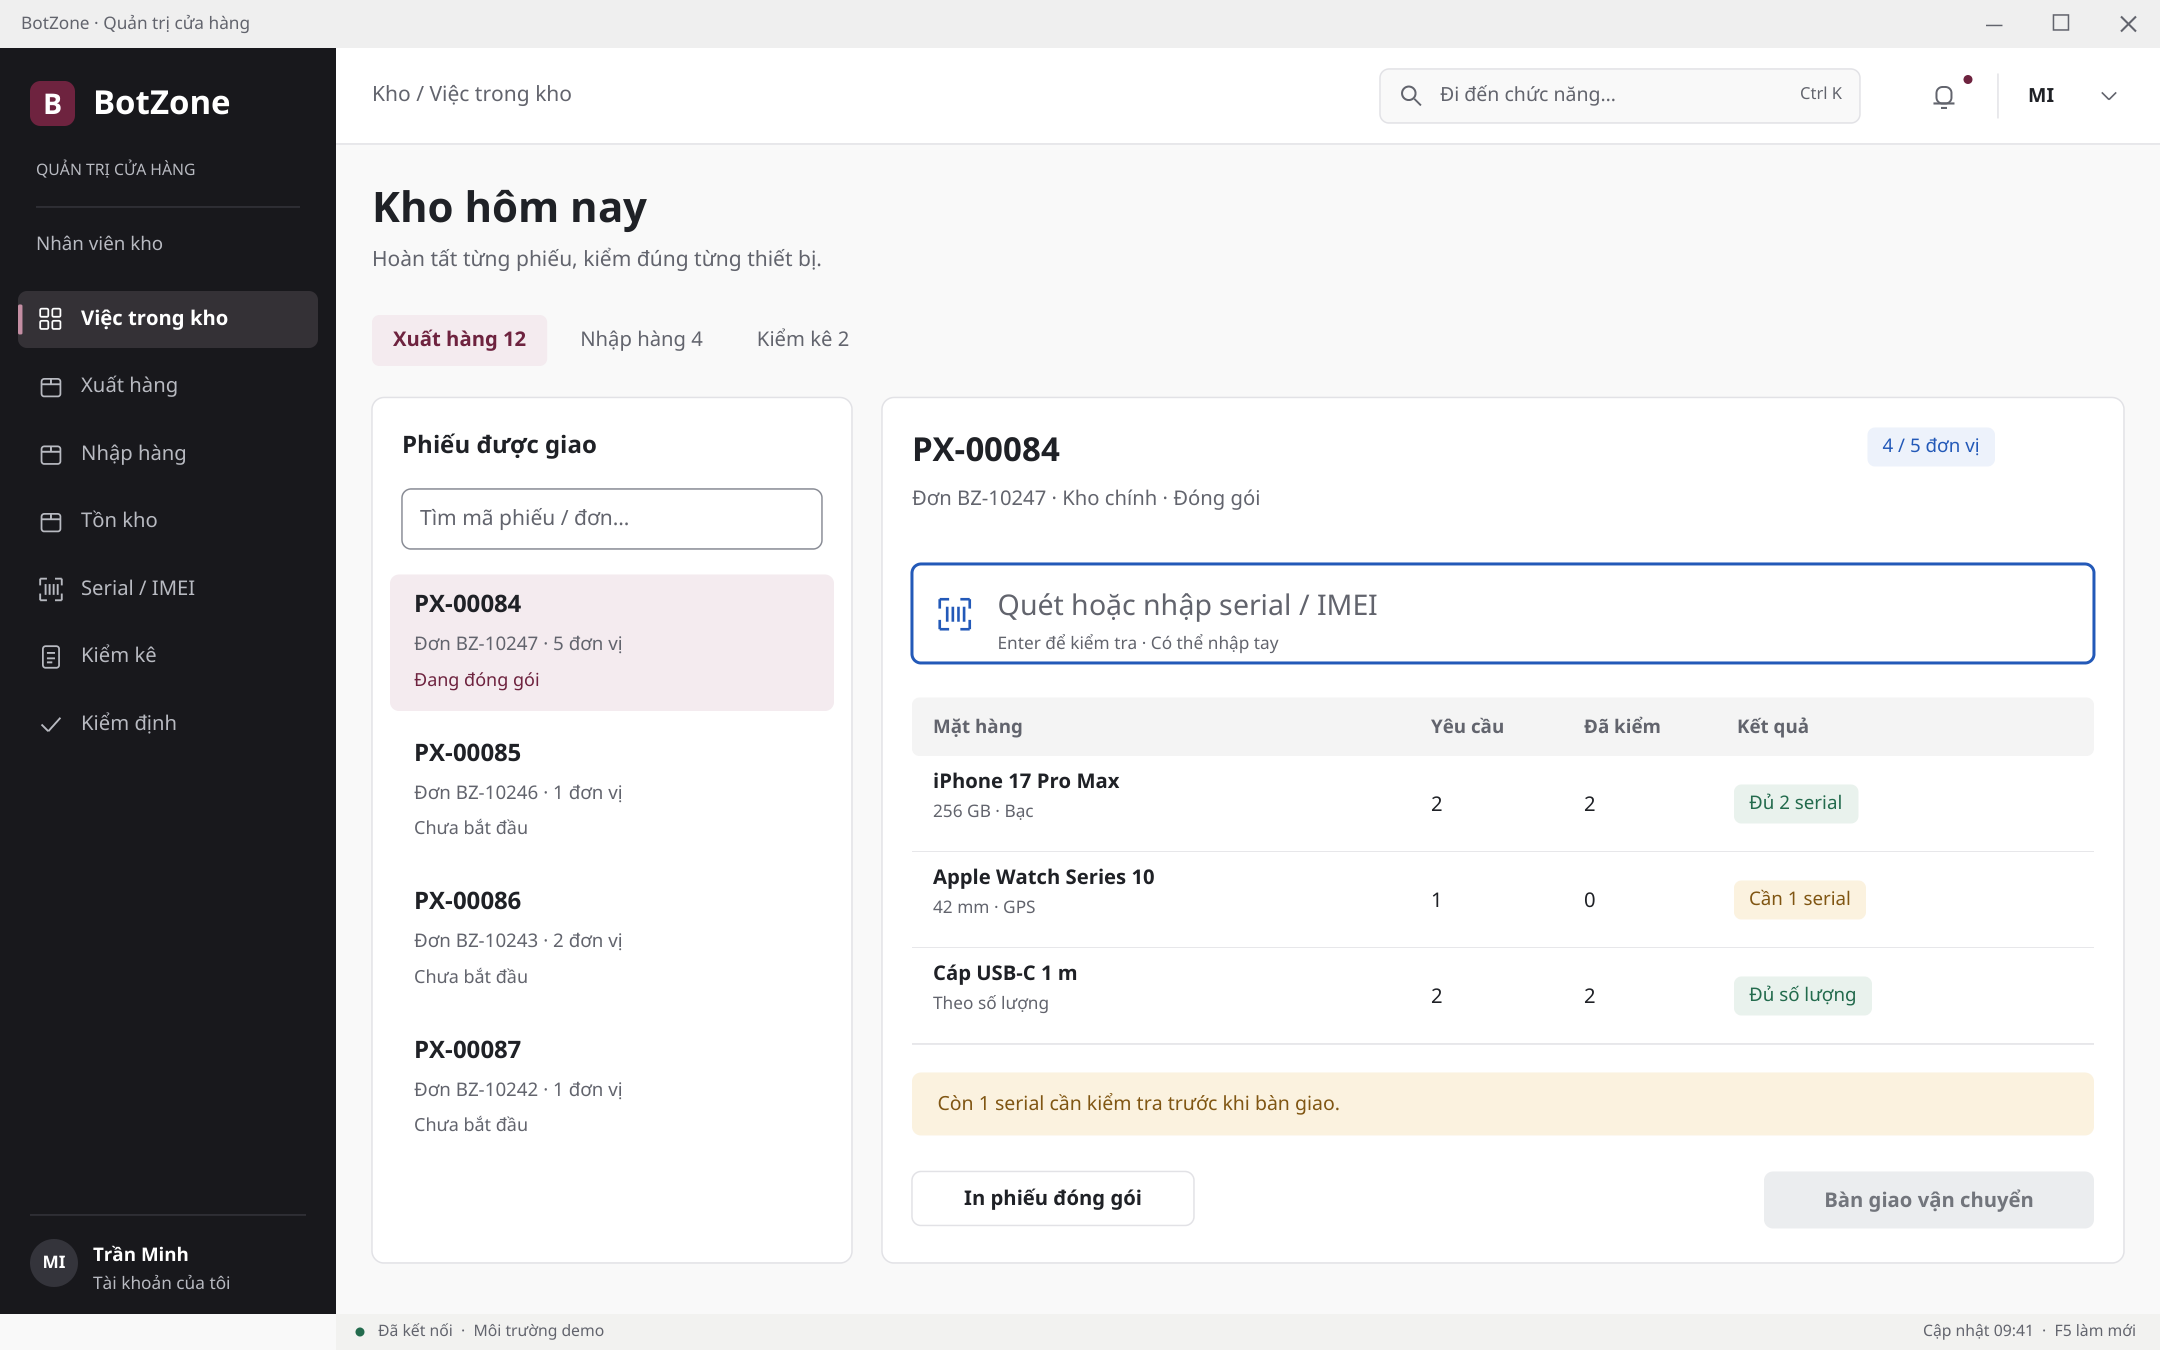 BotZone · Quản trị cửa hàng
B BotZone
QUẢN TRỊ CỬA HÀNG
Nhân viên kho
Việc trong kho
Xuất hàng
Nhập hàng
Tồn kho
Serial / IMEI
Kiểm kê
Kiểm định
MI
Trần Minh
Tài khoản của tôi
Kho / Việc trong kho
Đi đến chức năng... Ctrl K
MI
Kho hôm nay
Hoàn tất từng phiếu, kiểm đúng từng thiết bị.
Xuất hàng 12 Nhập hàng 4 Kiểm kê 2
Phiếu được giao
Tìm mã phiếu / đơn...
PX-00084
Đơn BZ-10247 · 5 đơn vị
Đang đóng gói
PX-00085
Đơn BZ-10246 · 1 đơn vị
Chưa bắt đầu
PX-00086
Đơn BZ-10243 · 2 đơn vị
Chưa bắt đầu
PX-00087
Đơn BZ-10242 · 1 đơn vị
Chưa bắt đầu
PX-00084 4 / 5 đơn vị
Đơn BZ-10247 · Kho chính · Đóng gói
Quét hoặc nhập serial / IMEI
Enter để kiểm tra · Có thể nhập tay
Mặt hàng Yêu cầu Đã kiểm Kết quả
iPhone 17 Pro Max
256 GB · Bạc
2 2 Đủ 2 serial
Apple Watch Series 10
42 mm · GPS
1 0 Cần 1 serial
Cáp USB-C 1 m
Theo số lượng
2 2 Đủ số lượng
Còn 1 serial cần kiểm tra trước khi bàn giao.
In phiếu đóng gói Bàn giao vận chuyển
Đã kết nối · Môi trường demo
Cập nhật 09:41 · F5 làm mới